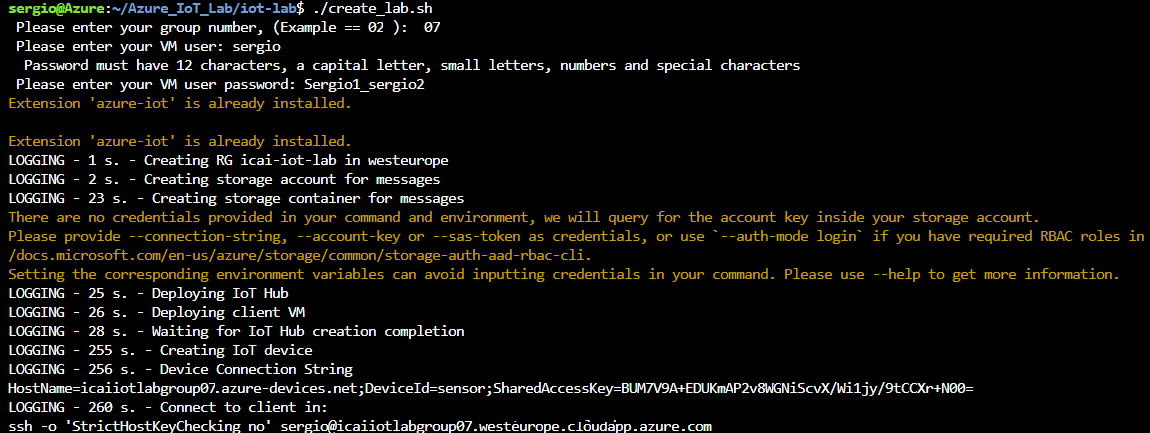 sergio@Azure:~/Azure_IoT_Lab/iot-lab$ ./create_lab.sh
Please enter your group number, (Example == 02 ):  07
Please enter your VM user: sergio
Password must have 12 characters, a capital letter, small letters, numbers and special characters
Please enter your VM user password: Sergio1_sergio2
Extension 'azure-iot' is already installed.
Extension 'azure-iot' is already installed.
LOGGING - 1 s. - Creating RG icai-iot-lab in westeurope
LOGGING - 2 s. - Creating storage account for messages
LOGGING - 23 s. - Creating storage container for messages
There are no credentials provided in your command and environment, we will query for the account key inside your storage account.
Please provide --connection-string, --account-key or --sas-token as credentials, or use `--auth-mode login` if you have required RBAC roles in
/docs.microsoft.com/en-us/azure/storage/common/storage-auth-aad-rbac-cli.
Setting the corresponding environment variables can avoid inputting credentials in your command. Please use --help to get more information.
LOGGING - 25 s. - Deploying IoT Hub
LOGGING - 26 s. - Deploying client VM
LOGGING - 28 s. - Waiting for IoT Hub creation completion
LOGGING - 255 s. - Creating IoT device
LOGGING - 256 s. - Device Connection String
HostName=icaiiotlabgroup07.azure-devices.net;DeviceId=sensor;SharedAccessKey=BUM7V9A+EDUKmAP2v8WGNiScvX/Wi1jy/9tCCXr+N00=
LOGGING - 260 s. - Connect to client in:
ssh -o 'StrictHostKeyChecking no' sergio@icaiiotlabgroup07.westeurope.cloudapp.azure.com